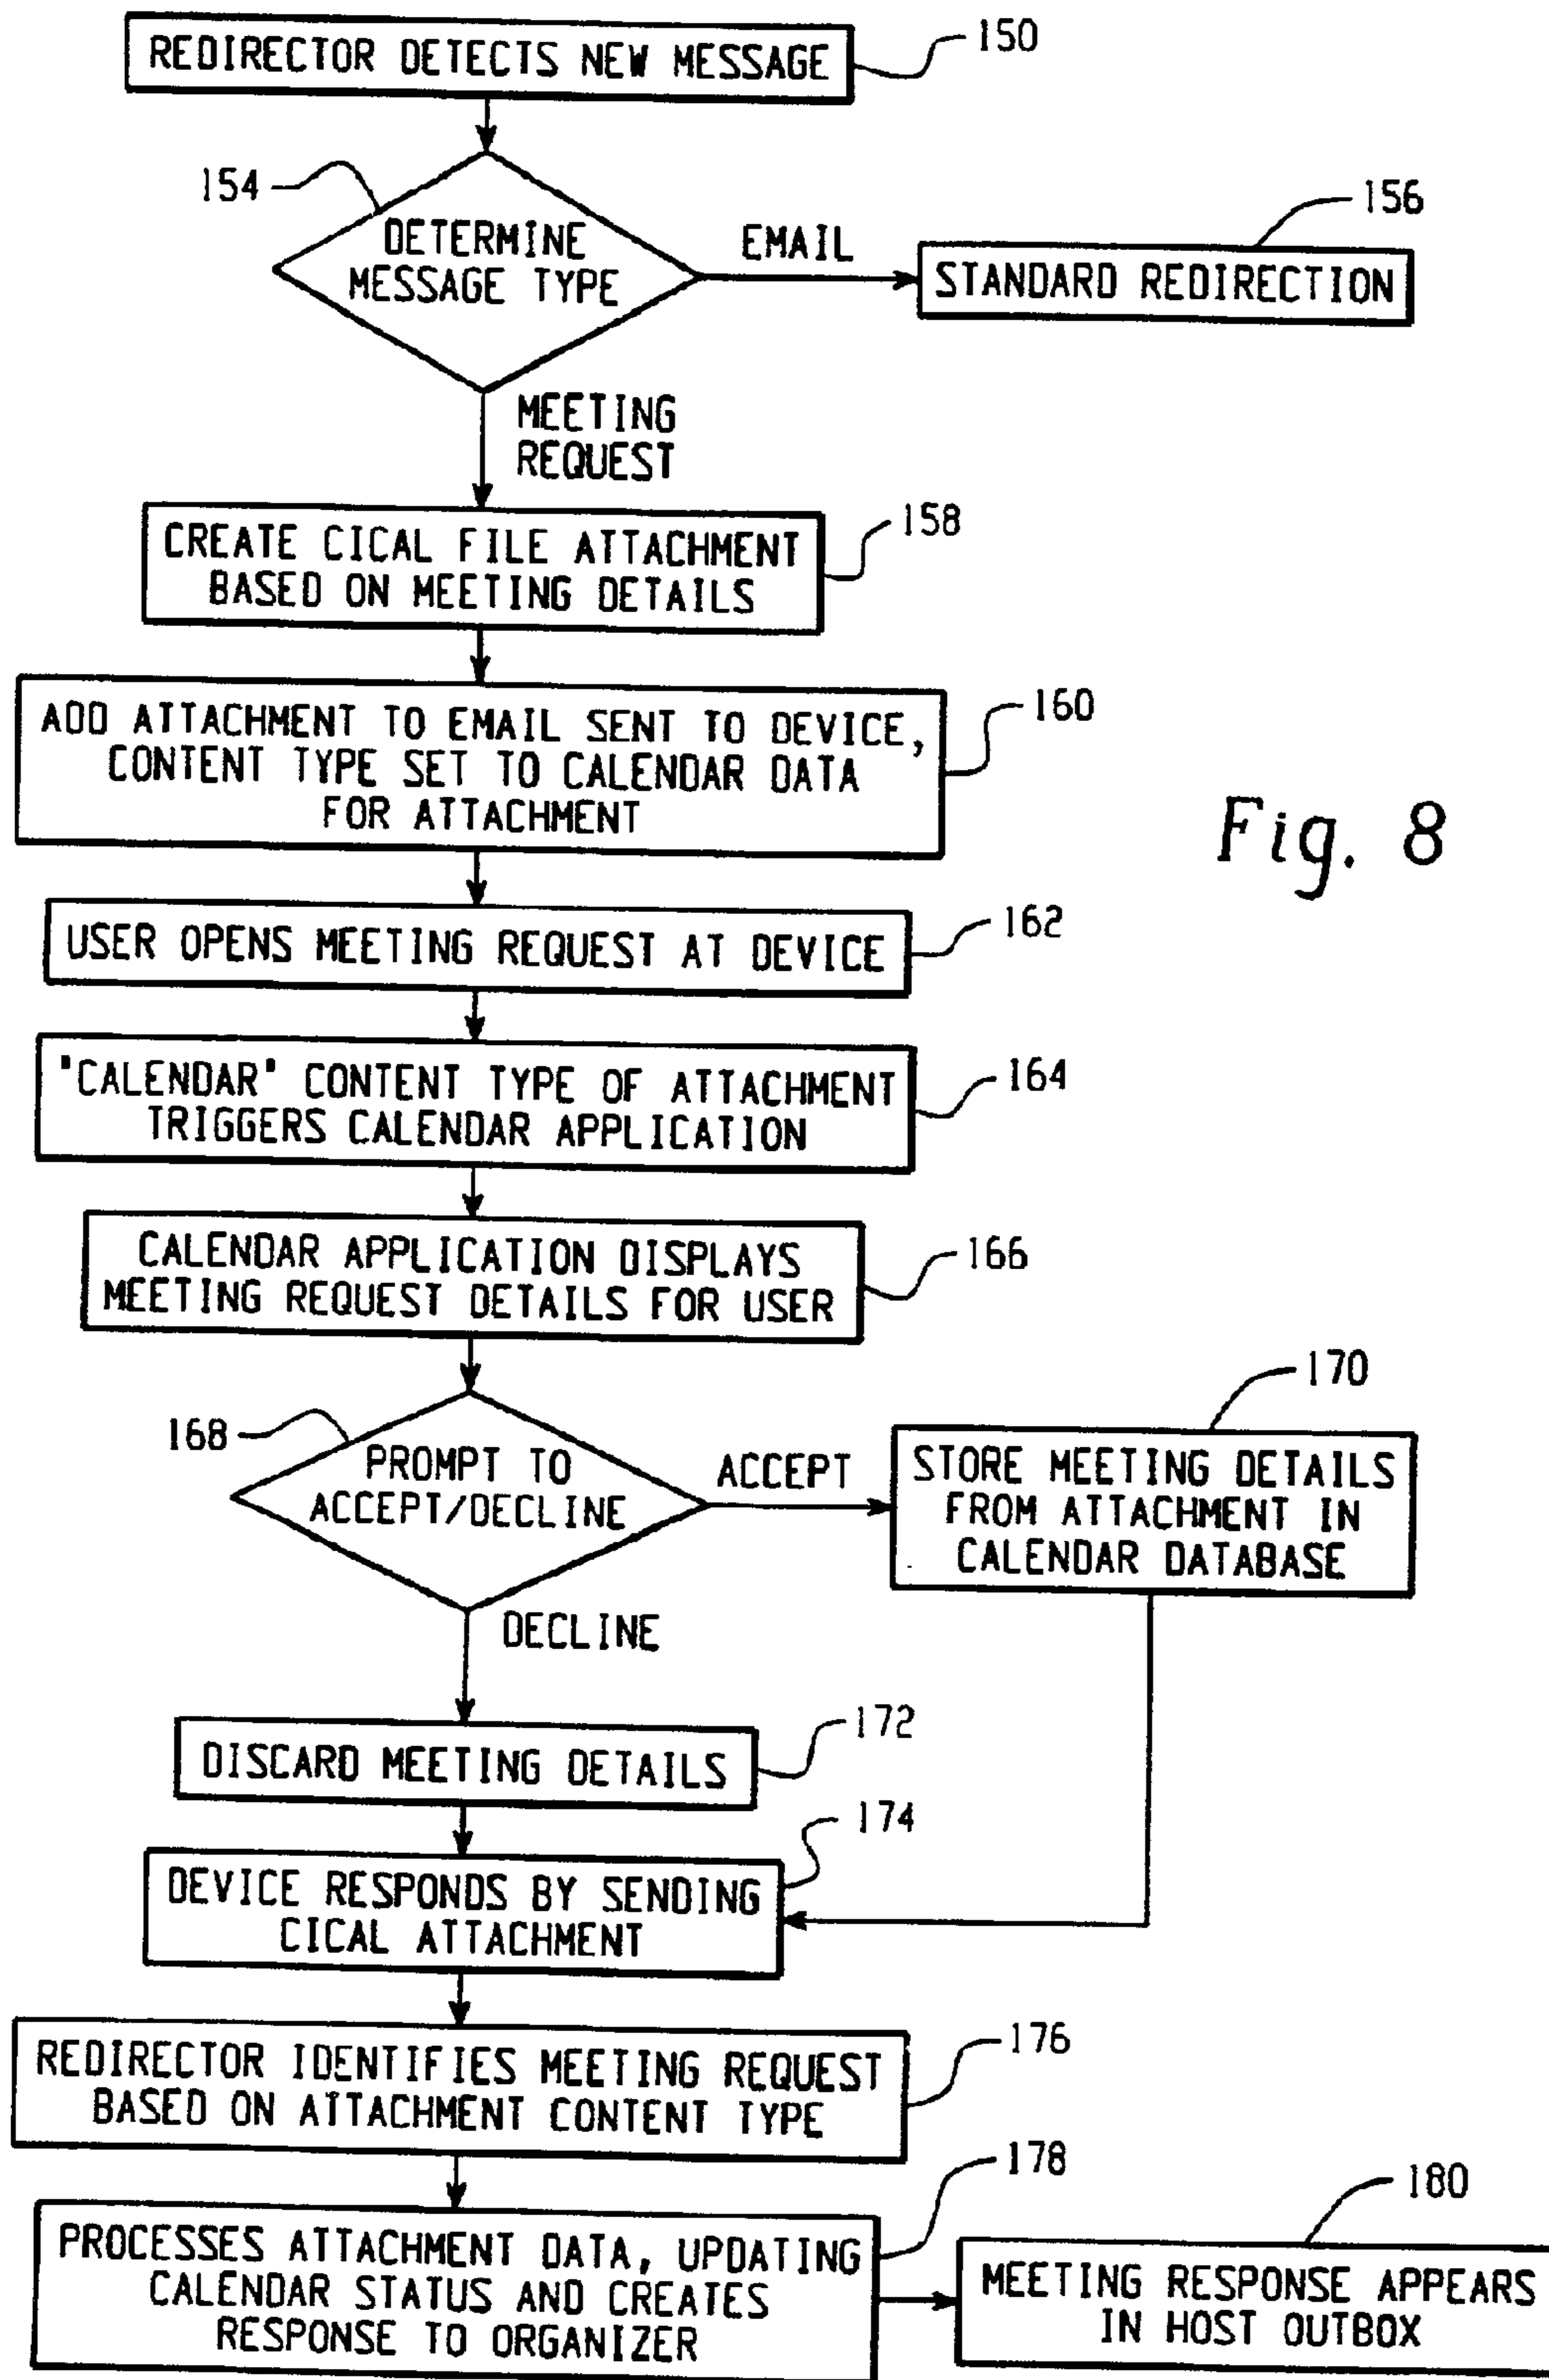 REDIRECTOR DETECTS NEW MESSAGE
150
154
DETERMINE
MESSAGE TYPE
EMAIL
156
STANDARD REDIRECTION
MEETING
REQUEST
158
CREATE CICAL FILE ATTACHMENT
BASED ON MEETING DETAILS
160
ADD ATTACHMENT TO EMAIL SENT TO DEVICE,
CONTENT TYPE SET TO CALENDAR DATA
FOR ATTACHMENT
Fig. 8
162
USER OPENS MEETING REQUEST AT DEVICE
164
"CALENDAR" CONTENT TYPE OF ATTACHMENT
TRIGGERS CALENDAR APPLICATION
166
CALENDAR APPLICATION DISPLAYS
MEETING REQUEST DETAILS FOR USER
168
PROMPT TO
ACCEPT/DECLINE
ACCEPT
170
STORE MEETING DETAILS
FROM ATTACHMENT IN
CALENDAR DATABASE
DECLINE
172
DISCARD MEETING DETAILS
174
DEVICE RESPONDS BY SENDING
CICAL ATTACHMENT
176
REDIRECTOR IDENTIFIES MEETING REQUEST
BASED ON ATTACHMENT CONTENT TYPE
178
PROCESSES ATTACHMENT DATA, UPDATING
CALENDAR STATUS AND CREATES
RESPONSE TO ORGANIZER
180
MEETING RESPONSE APPEARS
IN HOST OUTBOX